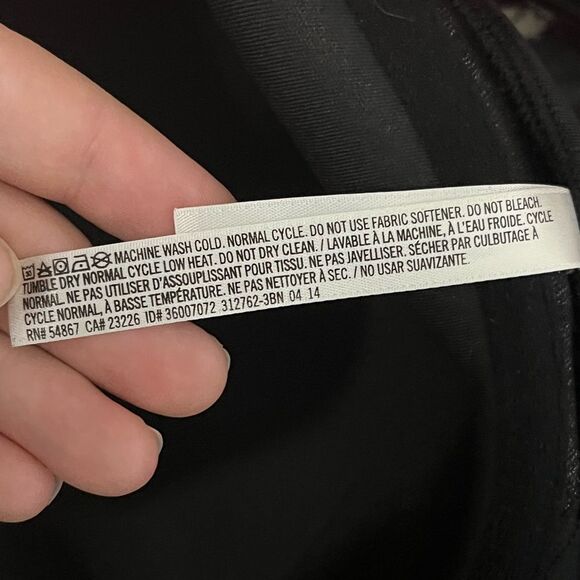 MACHINE WASH COLD. NORMAL CYCLE. DO NOT USE FABRIC SOFTENER. DO NOT BLEACH.
TUMBLE DRY NORMAL CYCLE LOW HEAT. DO NOT DRY CLEAN. / LAVABLE À LA MACHINE, À L'EAU FROIDE. CYCLE
NORMAL. NE PAS UTILISER D'ASSOUPLISSANT POUR TISSU. NE PAS JAVELLISER. SÉCHER PAR CULBUTAGE À
CYCLE NORMAL, À BASSE TEMPÉRATURE. NE PAS NETTOYER À SEC. / NO USAR SUAVIZANTE.
RN# 54867 CA# 23226 ID# 36007072 312762-3BN 04 14